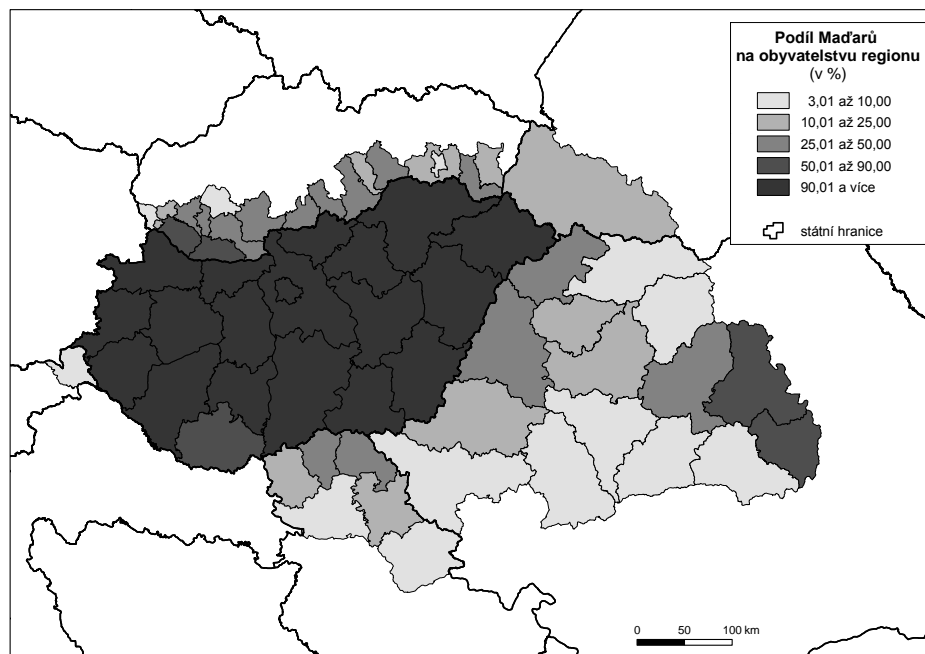 Podíl Maďarů
na obyvatelstvu regionu
(v %)
3,01 až 10,00
10,01 až 25,00
25,01 až 50,00
50,01 až 90,00
90,01 a více
státní hranice
0 50 100 km